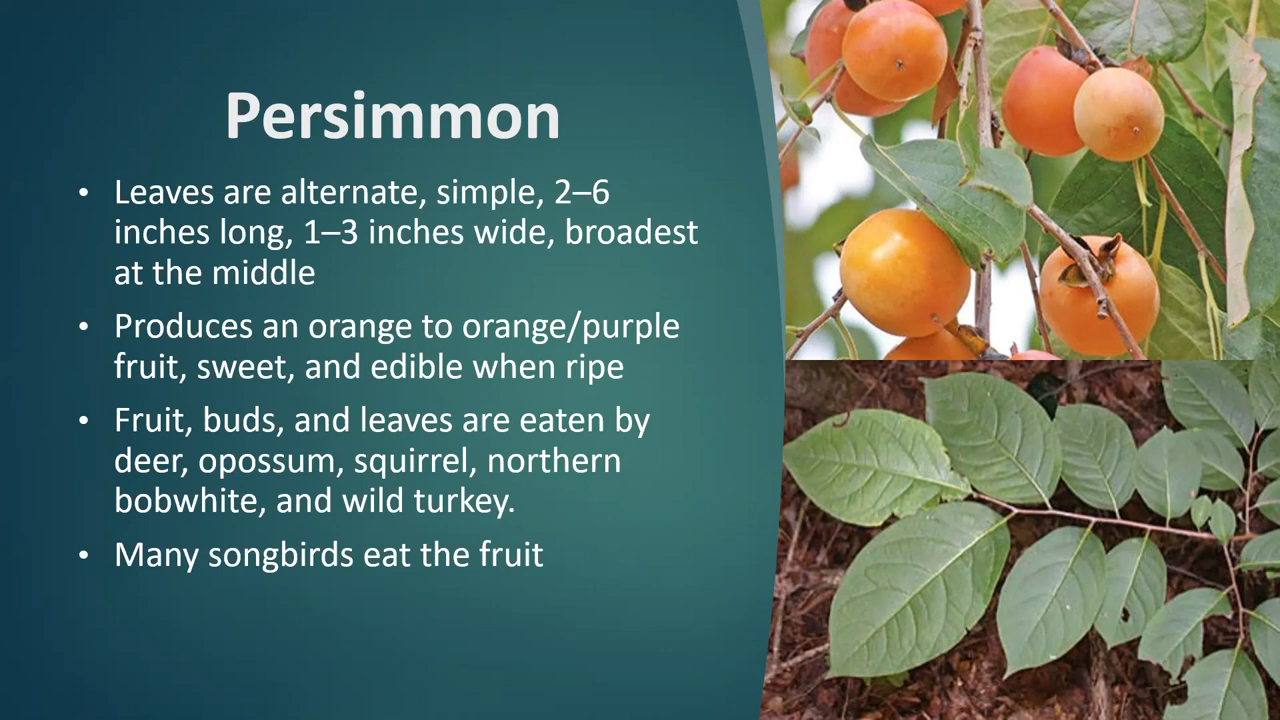 Persimmon
• Leaves are alternate, simple, 2–6
inches long, 1–3 inches wide, broadest
at the middle
• Produces an orange to orange/purple
fruit, sweet, and edible when ripe
• Fruit, buds, and leaves are eaten by
deer, opossum, squirrel, northern
bobwhite, and wild turkey.
• Many songbirds eat the fruit